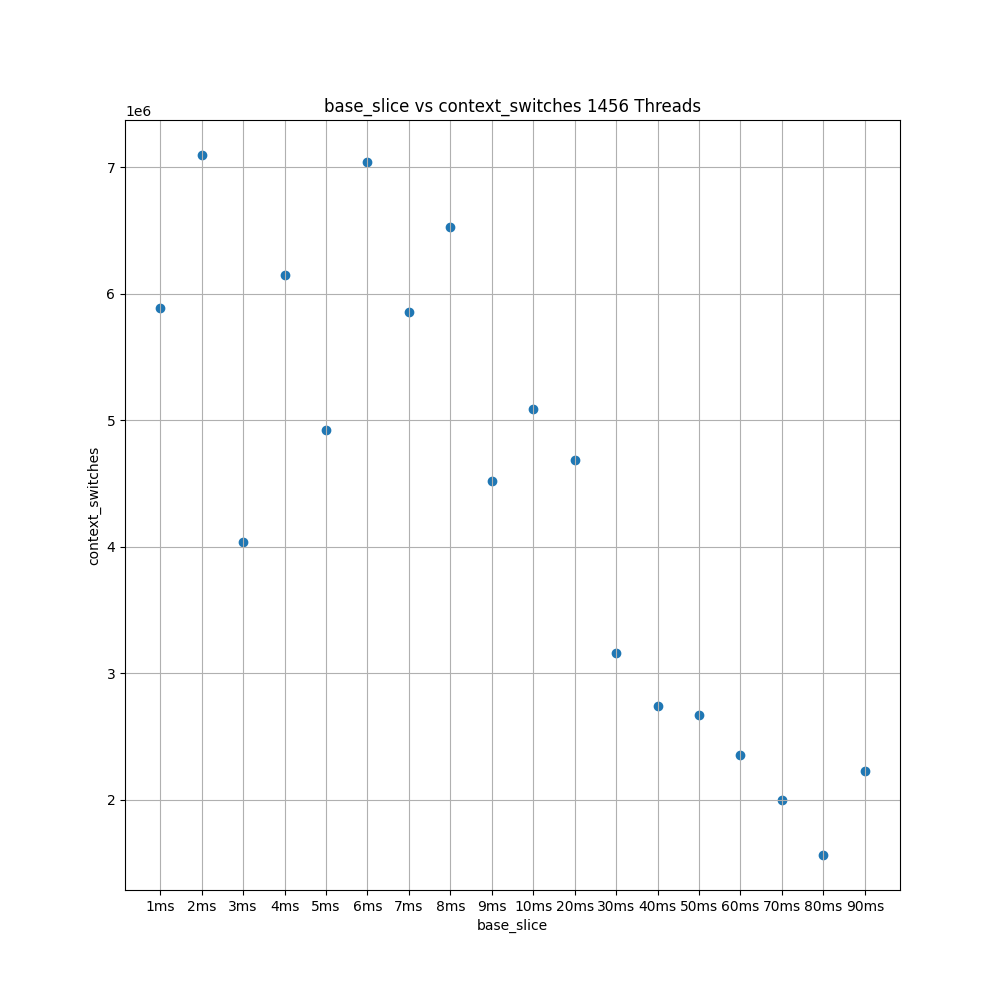 base_slice vs context_switches 1456 Threads
1e6
7
6
5
4
3
2
context_switches
1ms 2ms 3ms 4ms 5ms 6ms 7ms 8ms 9ms 10ms 20ms 30ms 40ms 50ms 60ms 70ms 80ms 90ms
base_slice